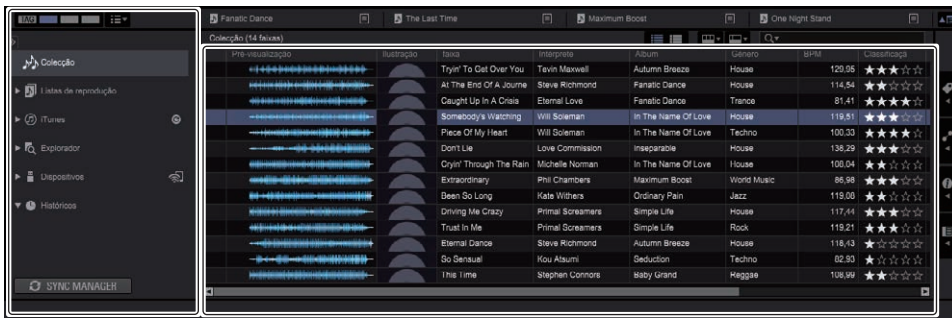 TAG
Fanatic Dance The Last Time Maximum Boost One Night Stand
Colecção (14 faixas)
Pré-visualização Ilustração faixa Intérprete Álbum Género BPM Classificaçã
Colecção
Listas de reprodução
iTunes
Explorador
Dispositivos
Históricos
SYNC MANAGER
Tryin' To Get Over You Tevin Maxwell Autumn Breeze House 129,95 ★★★☆☆
At The End Of A Journe Steve Richmond Fanatic Dance House 114,54 ★★★☆☆
Caught Up In A Crisis Eternal Love Fanatic Dance Trance 81,41 ★★★★☆
Somebody's Watching Will Soleman In The Name Of Love House 119,51 ★★★☆☆
Piece Of My Heart Will Soleman In The Name Of Love Techno 100,33 ★★★★☆
Don't Lie Love Commission Inseparable House 138,29 ★★★☆☆
Cryin' Through The Rain Michelle Norman In The Name Of Love House 108,04 ★★☆☆☆
Extraordinary Phil Chambers Maximum Boost World Music 86,98 ★★★☆☆
Been So Long Kate Withers Ordinary Pain Jazz 119,08 ★★☆☆☆
Driving Me Crazy Primal Screamers Simple Life House 117,44 ★★★☆☆
Trust In Me Primal Screamers Simple Life Rock 119,21 ★★★☆☆
Eternal Dance Steve Richmond Autumn Breeze House 118,43 ★☆☆☆☆
So Sensual Kou Atsumi Seduction Techno 82,93 ★☆☆☆☆
This Time Stephen Connors Baby Grand Reggae 108,99 ★★☆☆☆